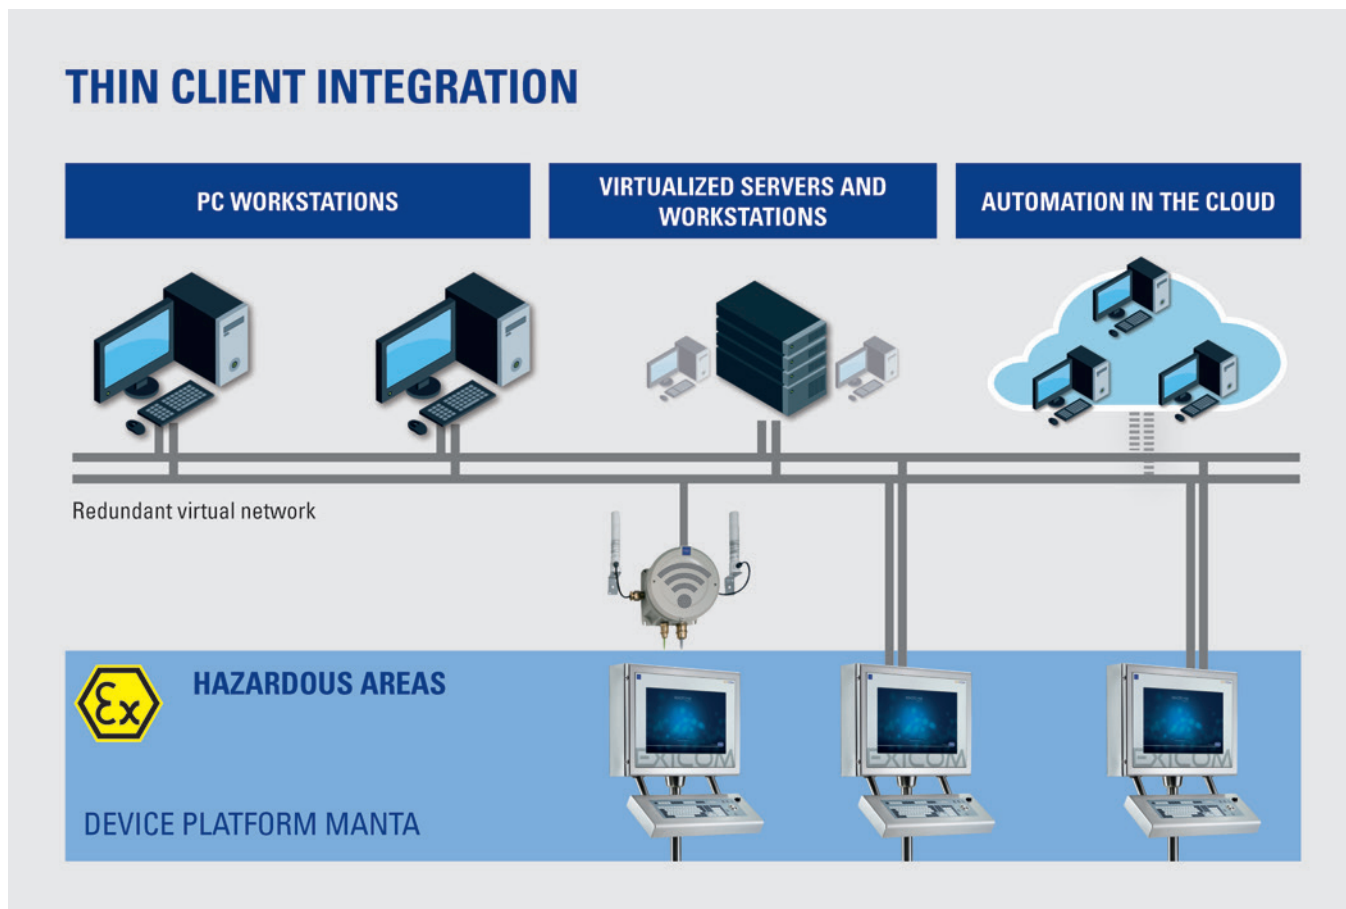 THIN CLIENT INTEGRATION
PC WORKSTATIONS
VIRTUALIZED SERVERS AND
WORKSTATIONS
AUTOMATION IN THE CLOUD
Redundant virtual network
Ex
HAZARDOUS AREAS
EXICOM
EXICOM
EXICOM
DEVICE PLATFORM MANTA